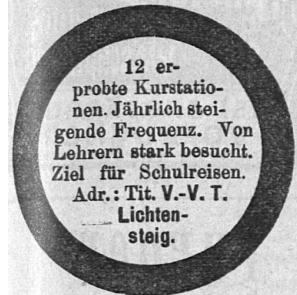 12 er-
probte Kurstatio-
nen. Jährlich stei-
gende Frequenz. Von
Lehrern stark besucht.
Ziel für Schulreisen.
Adr.: Tit. V.-V. T.
Lichten-
steig.